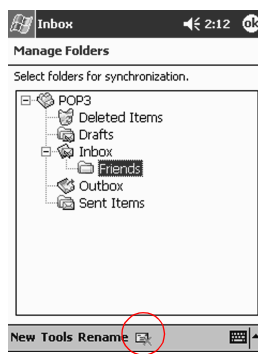 Inbox 2:12 ok
Manage Folders
Select folders for synchronization.
POP3
Deleted Items
Drafts
Inbox
Friends
Outbox
Sent Items
New Tools Rename